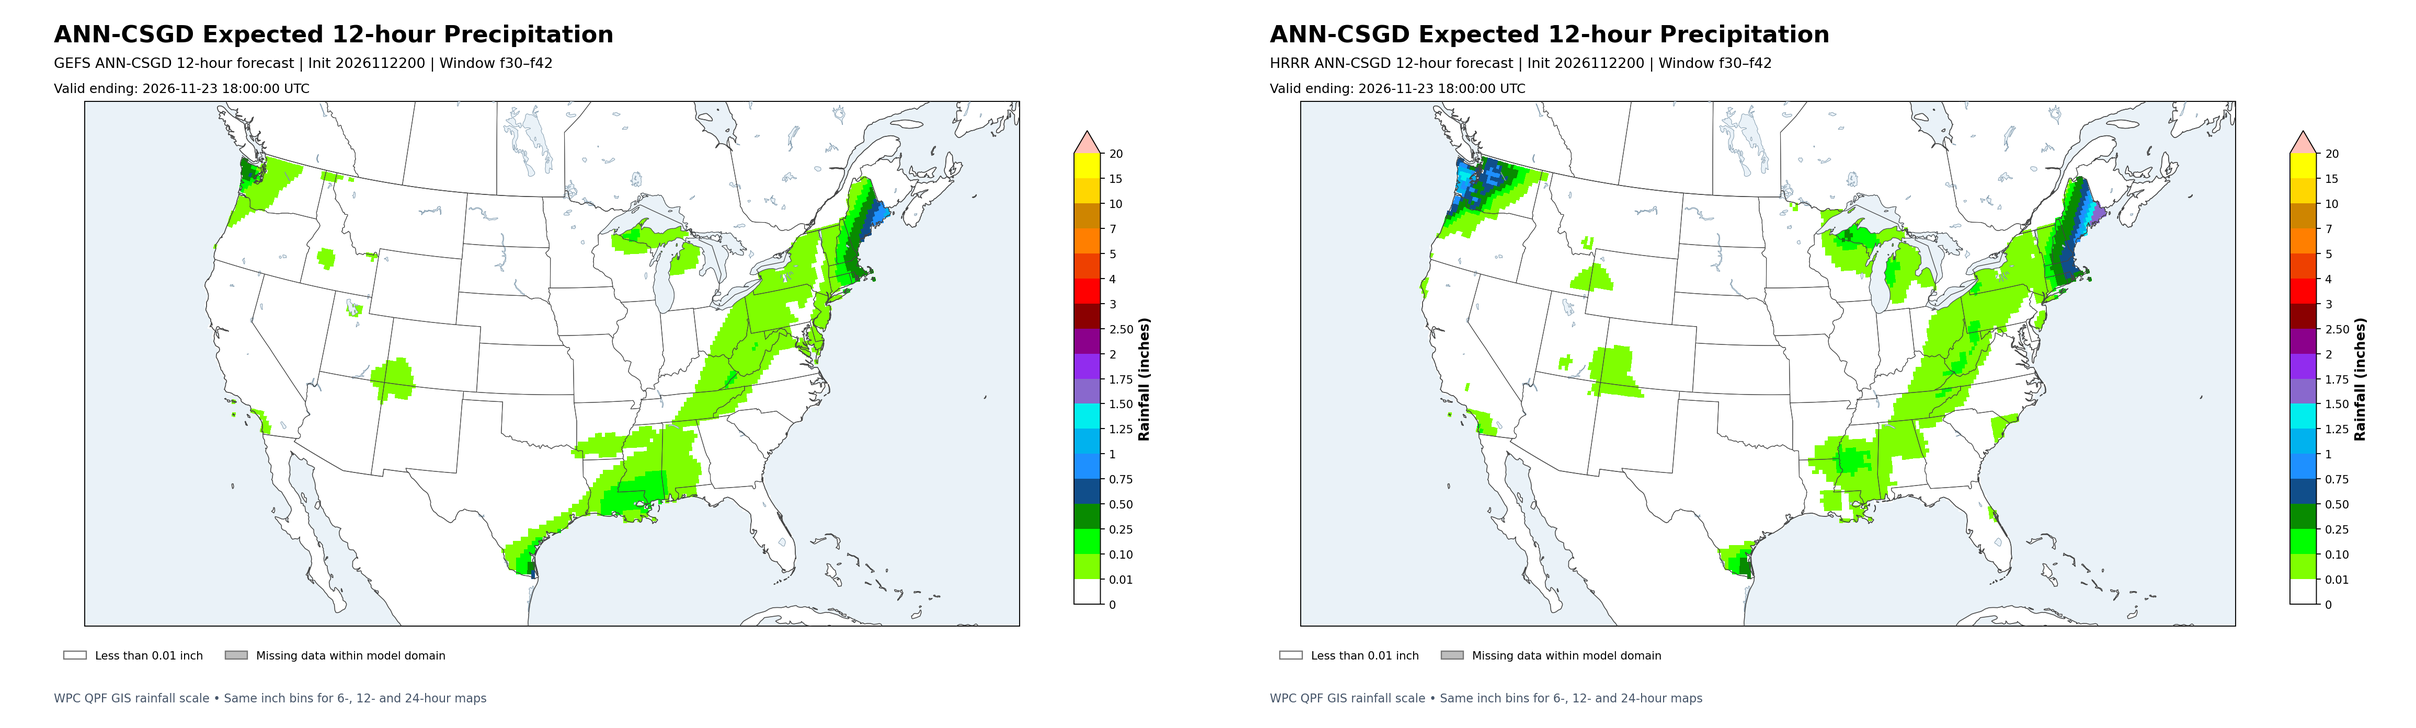 ANN-CSGD Expected 12-hour Precipitation
GEFS ANN-CSGD 12-hour forecast | Init 2026112200 | Window f30–f42
Valid ending: 2026-11-23 18:00:00 UTC
20
15
10
7
5
4
3
2.50
2
1.75
1.50
1.25
1
0.75
0.50
0.25
0.10
0.01
0
Rainfall (inches)
Less than 0.01 inch
Missing data within model domain
WPC QPF GIS rainfall scale • Same inch bins for 6-, 12- and 24-hour maps
ANN-CSGD Expected 12-hour Precipitation
HRRR ANN-CSGD 12-hour forecast | Init 2026112200 | Window f30–f42
Valid ending: 2026-11-23 18:00:00 UTC
20
15
10
7
5
4
3
2.50
2
1.75
1.50
1.25
1
0.75
0.50
0.25
0.10
0.01
0
Rainfall (inches)
Less than 0.01 inch
Missing data within model domain
WPC QPF GIS rainfall scale • Same inch bins for 6-, 12- and 24-hour maps